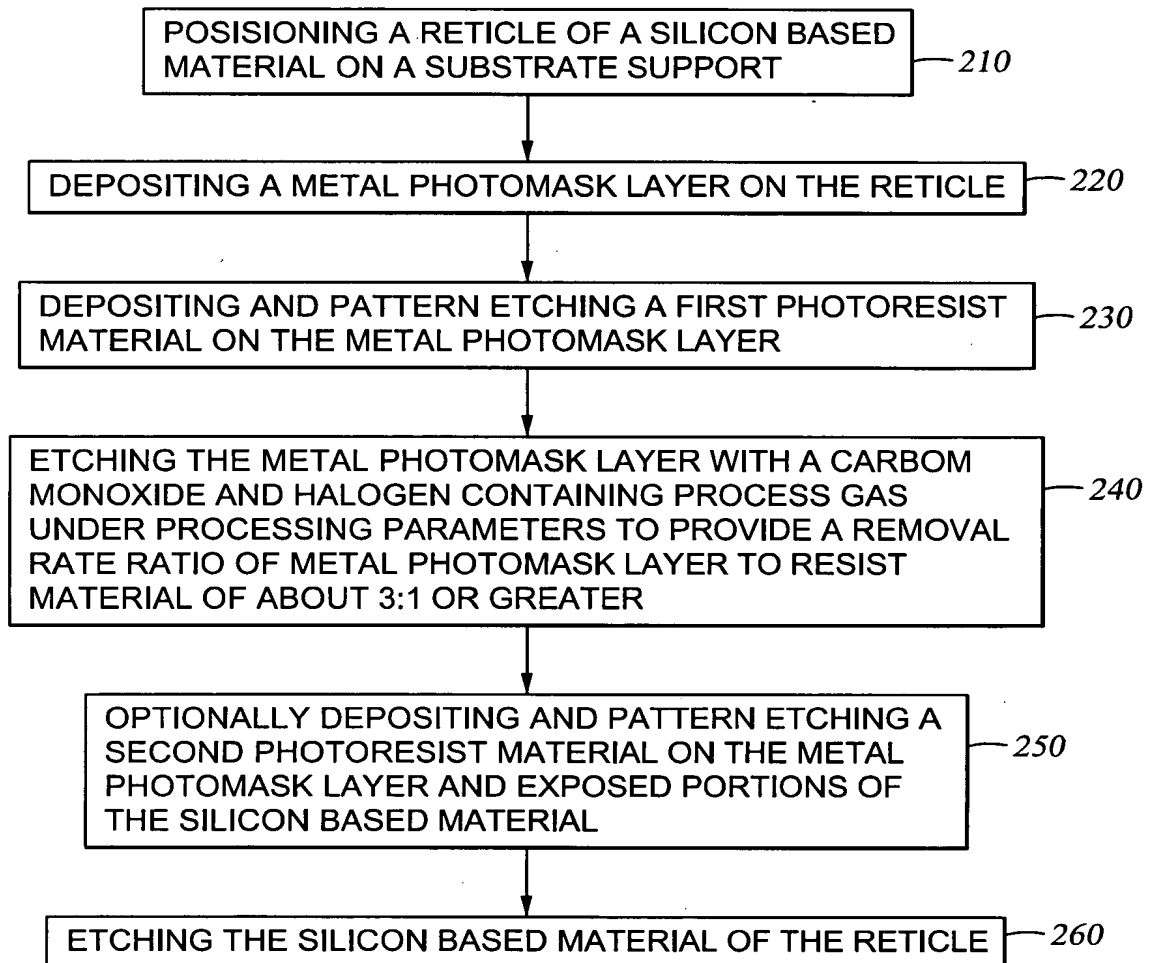 POSISIONING A RETICLE OF A SILICON BASED
MATERIAL ON A SUBSTRATE SUPPORT
210
DEPOSITING A METAL PHOTOMASK LAYER ON THE RETICLE
220
DEPOSITING AND PATTERN ETCHING A FIRST PHOTORESIST
MATERIAL ON THE METAL PHOTOMASK LAYER
230
ETCHING THE METAL PHOTOMASK LAYER WITH A CARBOM
MONOXIDE AND HALOGEN CONTAINING PROCESS GAS
UNDER PROCESSING PARAMETERS TO PROVIDE A REMOVAL
RATE RATIO OF METAL PHOTOMASK LAYER TO RESIST
MATERIAL OF ABOUT 3:1 OR GREATER
240
OPTIONALLY DEPOSITING AND PATTERN ETCHING A
SECOND PHOTORESIST MATERIAL ON THE METAL
PHOTOMASK LAYER AND EXPOSED PORTIONS OF
THE SILICON BASED MATERIAL
250
ETCHING THE SILICON BASED MATERIAL OF THE RETICLE
260